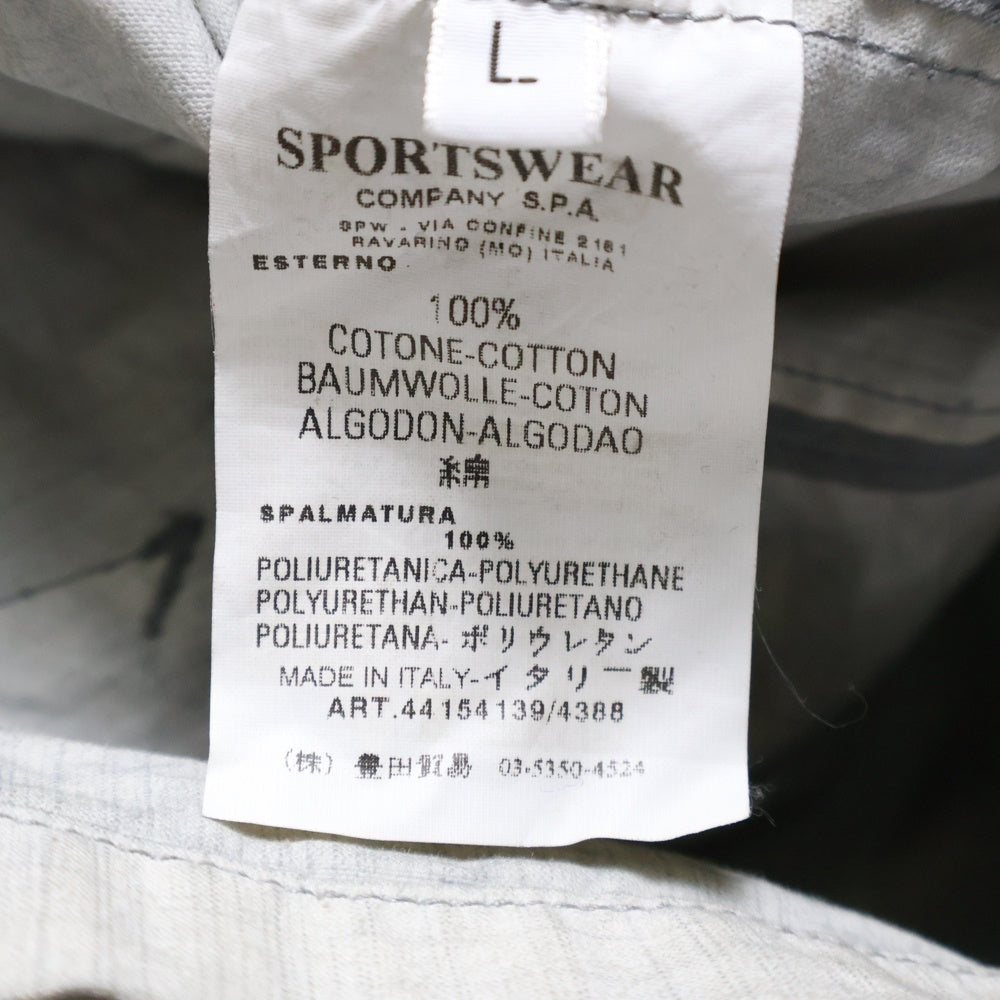 L
SPORTSWEAR
COMPANY S.P.A.
SPW - VIA CONFINE 2161
RAVARINO (MO) ITALIA
ESTERNO
100%
COTONE-COTTON
BAUMWOLLE-COTON
ALGODON-ALGODAO
綿
SPALMATURA
100%
POLIURETANICA-POLYURETHANE
POLYURETHAN-POLIURETANO
POLIURETANA-ポリウレタン
MADE IN ITALY-イタリー製
ART.44154139/4388
(株) 豊田貿易 03-5350-4524